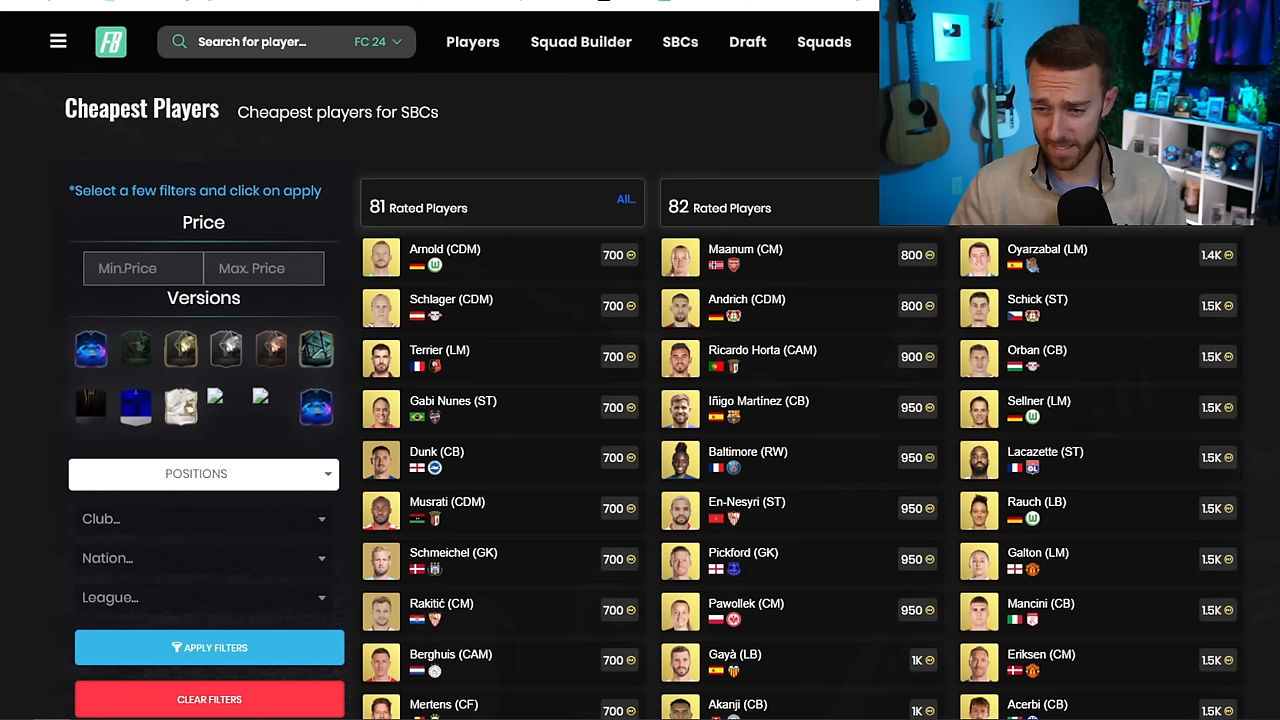 FB
Search for player...
FC 24
Players
Squad Builder
SBCs
Draft
Squads
Cheapest Players
Cheapest players for SBCs
*Select a few filters and click on apply
Price
Min.Price
Max. Price
Versions
POSITIONS
Club...
Nation...
League...
APPLY FILTERS
CLEAR FILTERS
81 Rated Players
All...
Arnold (CDM)
700
Schlager (CDM)
700
Terrier (LM)
700
Gabi Nunes (ST)
700
Dunk (CB)
700
Musrati (CDM)
700
Schmeichel (GK)
700
Rakitić (CM)
700
Berghuis (CAM)
700
Mertens (CF)
700
82 Rated Players
Maanum (CM)
800
Andrich (CDM)
800
Ricardo Horta (CAM)
900
Iñigo Martínez (CB)
950
Baltimore (RW)
950
En-Nesyri (ST)
950
Pickford (GK)
950
Pawollek (CM)
950
Gayà (LB)
1K
Akanji (CB)
1K
Oyarzabal (LM)
1.4K
Schick (ST)
1.5K
Orban (CB)
1.5K
Sellner (LM)
1.5K
Lacazette (ST)
1.5K
Rauch (LB)
1.5K
Galton (LM)
1.5K
Mancini (CB)
1.5K
Eriksen (CM)
1.5K
Acerbi (CB)
1.5K